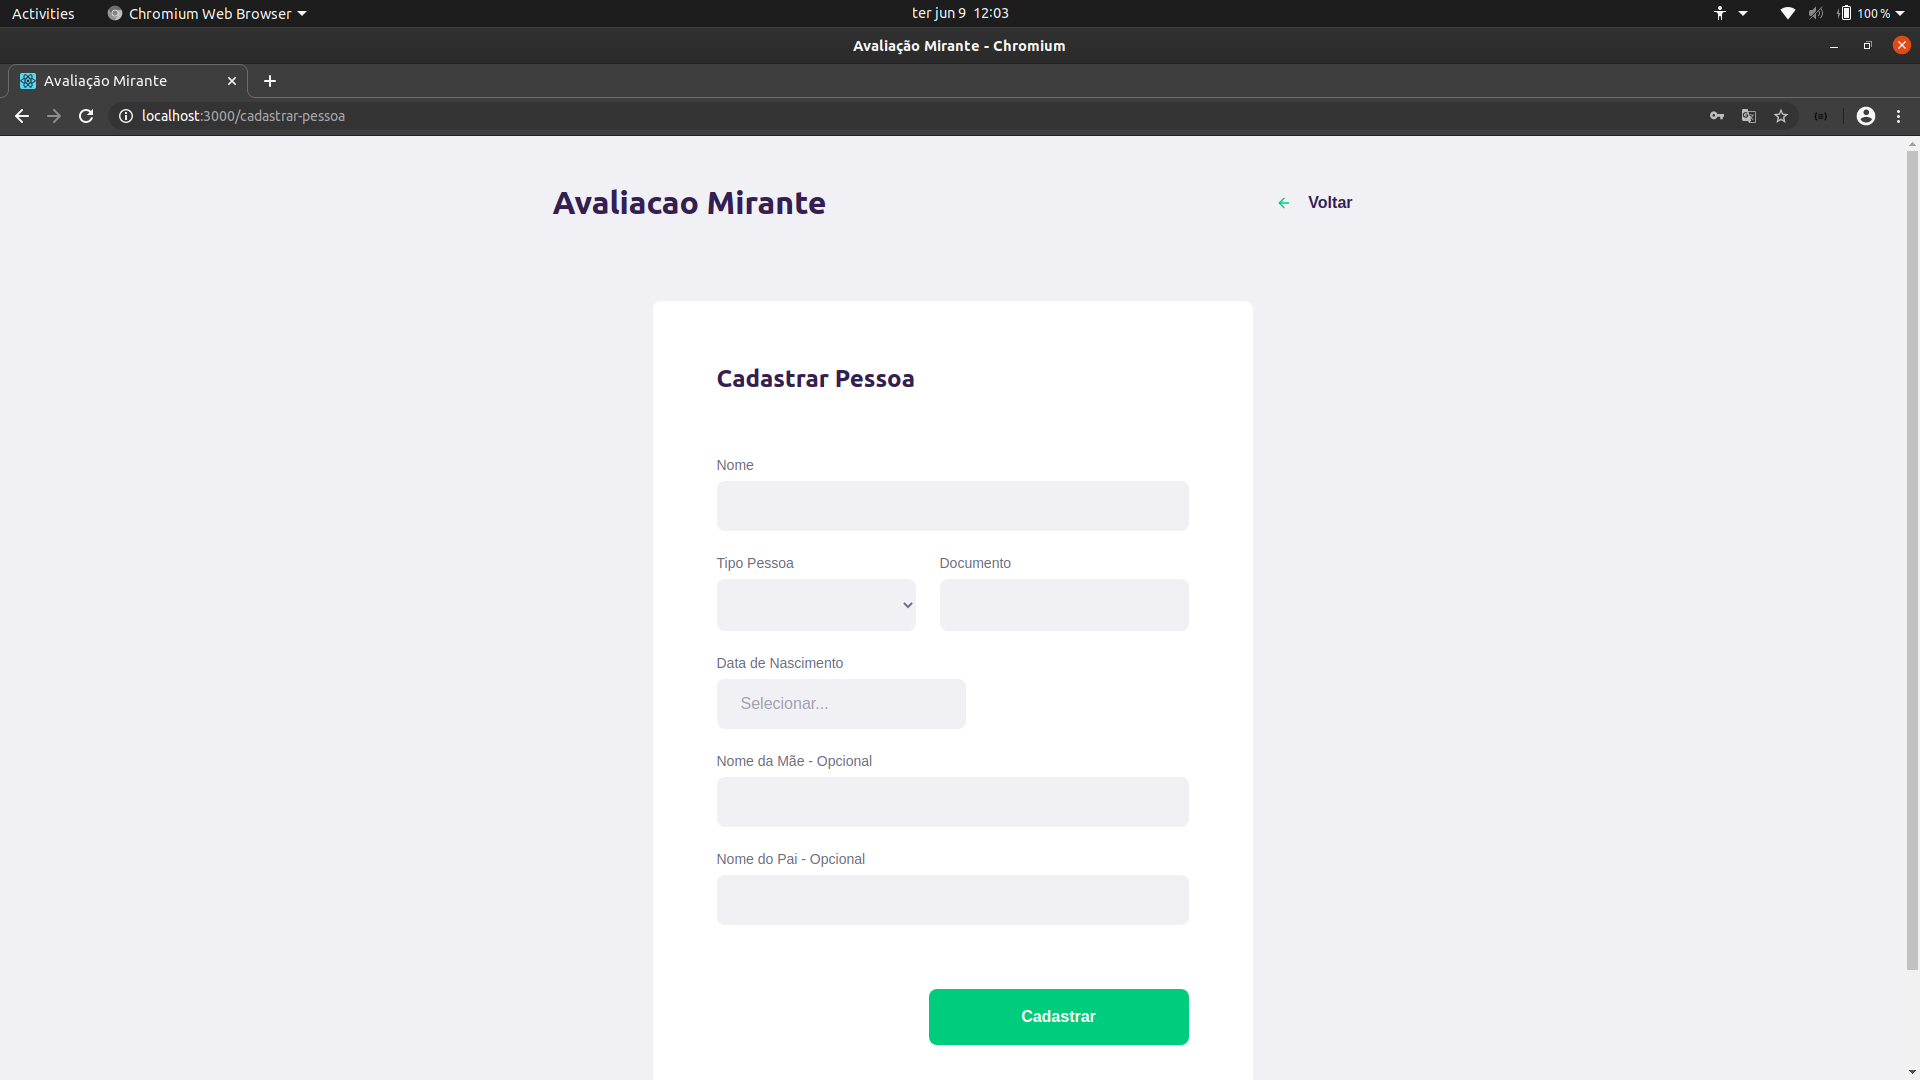 Activities
Chromium Web Browser
ter jun 9 12:03
100 %
Avaliação Mirante - Chromium
Avaliação Mirante
localhost:3000/cadastrar-pessoa
Avaliacao Mirante
Voltar
Cadastrar Pessoa
Nome
Tipo Pessoa
Documento
Data de Nascimento
Selecionar...
Nome da Mãe - Opcional
Nome do Pai - Opcional
Cadastrar